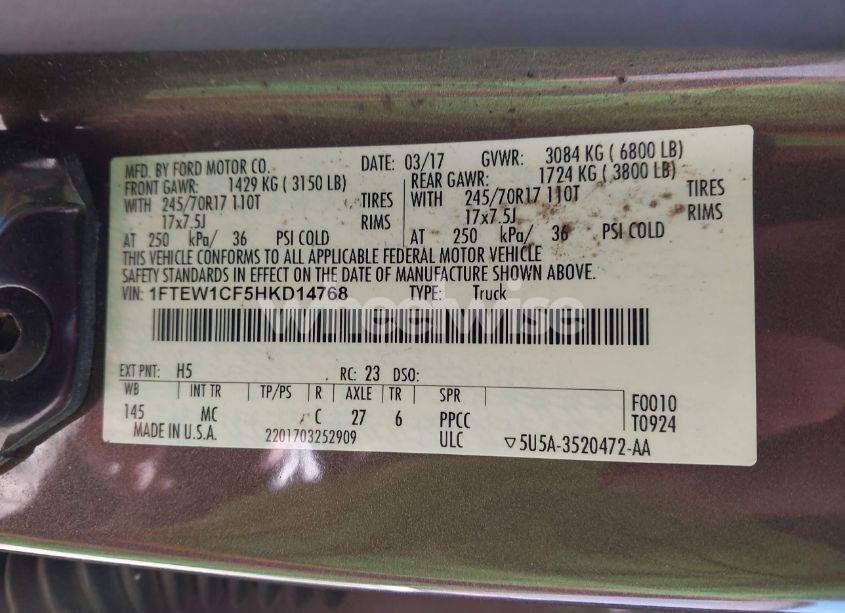 MFD. BY FORD MOTOR CO. DATE: 03/17 GVWR: 3084 KG ( 6800 LB)
FRONT GAWR: 1429 KG ( 3150 LB) REAR GAWR: 1724 KG ( 3800 LB)
WITH 245/70R17 110T TIRES WITH 245/70R17 110T TIRES
17x7.5J RIMS 17x7.5J RIMS
AT 250 kPa/ 36 PSI COLD AT 250 kPa/ 36 PSI COLD
THIS VEHICLE CONFORMS TO ALL APPLICABLE FEDERAL MOTOR VEHICLE
SAFETY STANDARDS IN EFFECT ON THE DATE OF MANUFACTURE SHOWN ABOVE.
VIN: 1FTEW1CF5HKD14768 TYPE: Truck
wheelwise
EXT PNT: H5 RC: 23 DSO:
WB INT TR TP/PS R AXLE TR SPR
145 MC C 27 6 PPCC F0010
MADE IN U.S.A. 2201703252909 ULC T0924
▽5U5A-3520472-AA